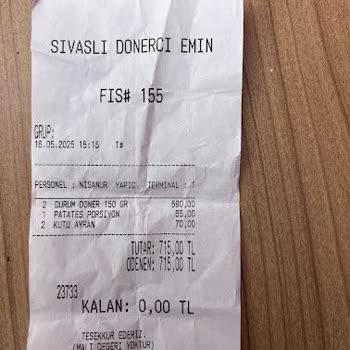 SIVASLI DONERCI EMIN
FIS# 155
GRUP:
16.05.2025 15:15 1#
PERSONEL : NISANUR YAPIC TERMINAL : 1
2 DURUM DONER 150 GR 580,00
1 PATATES PORSIYON 65,00
2 KUTU AYRAN 70,00
TUTAR: 715,00 TL
ODENEN: 715,00 TL
23733
KALAN: 0,00 TL
TESEKKUR EDERIZ.
(MALI DEGERI YOKTUR)